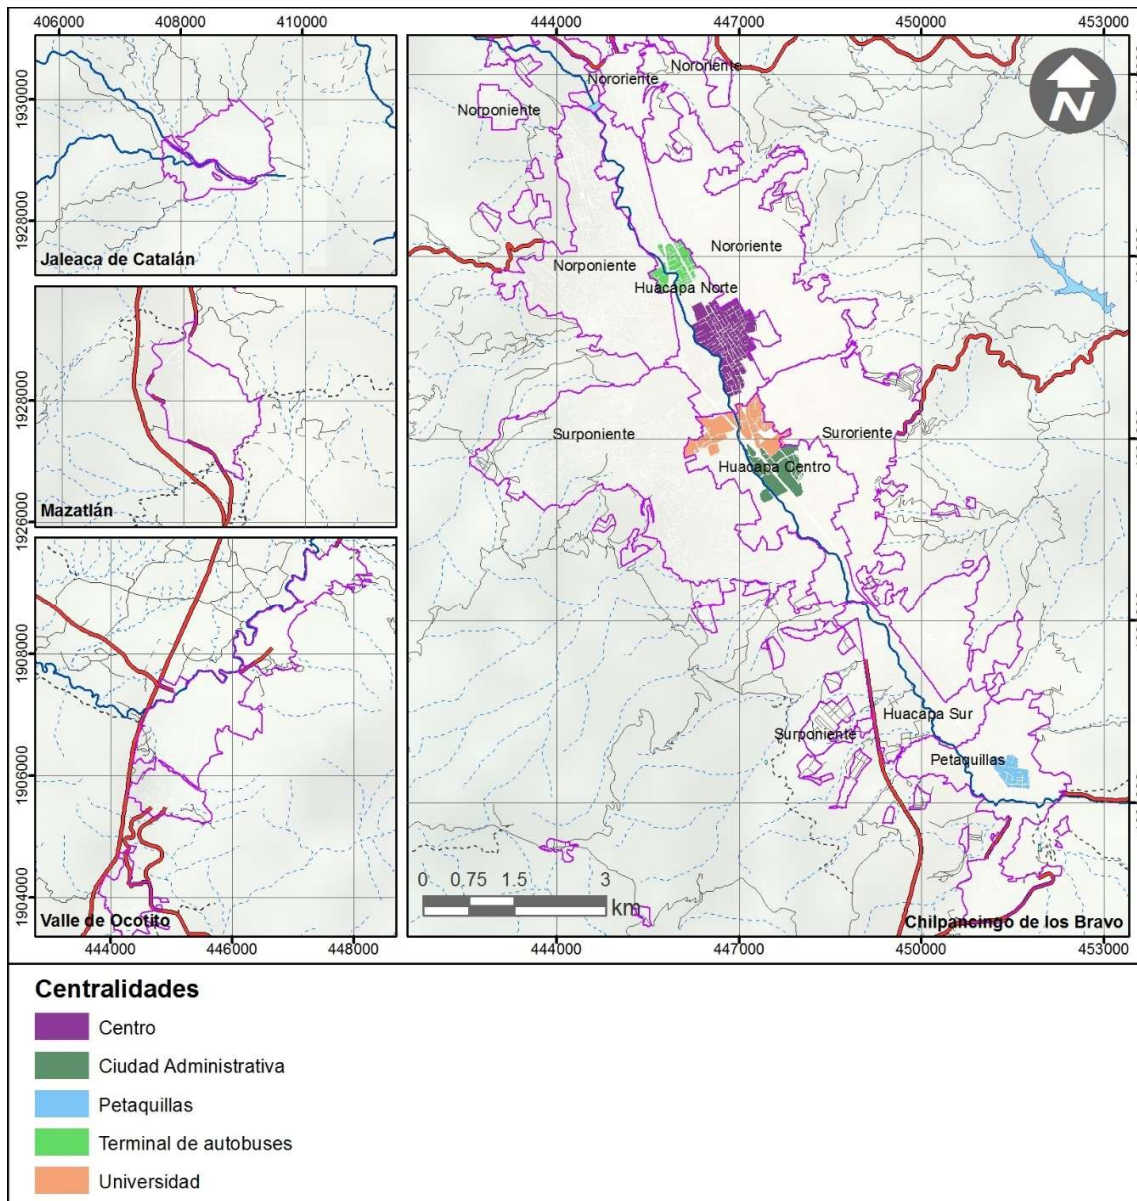 406000
408000
410000
444000
447000
450000
453000
1930000
1928000
Jaleaca de Catalán
1928000
1926000
Mazatlán
1908000
1906000
1904000
Valle de Ocotito
444000
446000
448000
Nororiente
Nororiente
Norponiente
N
Nororiente
Norponiente
Huacapa Norte
Surponiente
Suroriente
Huacapa Centro
Huacapa Sur
Surponiente
Petaquillas
0 0.75 1.5 3
km
Chilpancingo de los Bravo
444000
447000
450000
453000
Centralidades
Centro
Ciudad Administrativa
Petaquillas
Terminal de autobuses
Universidad